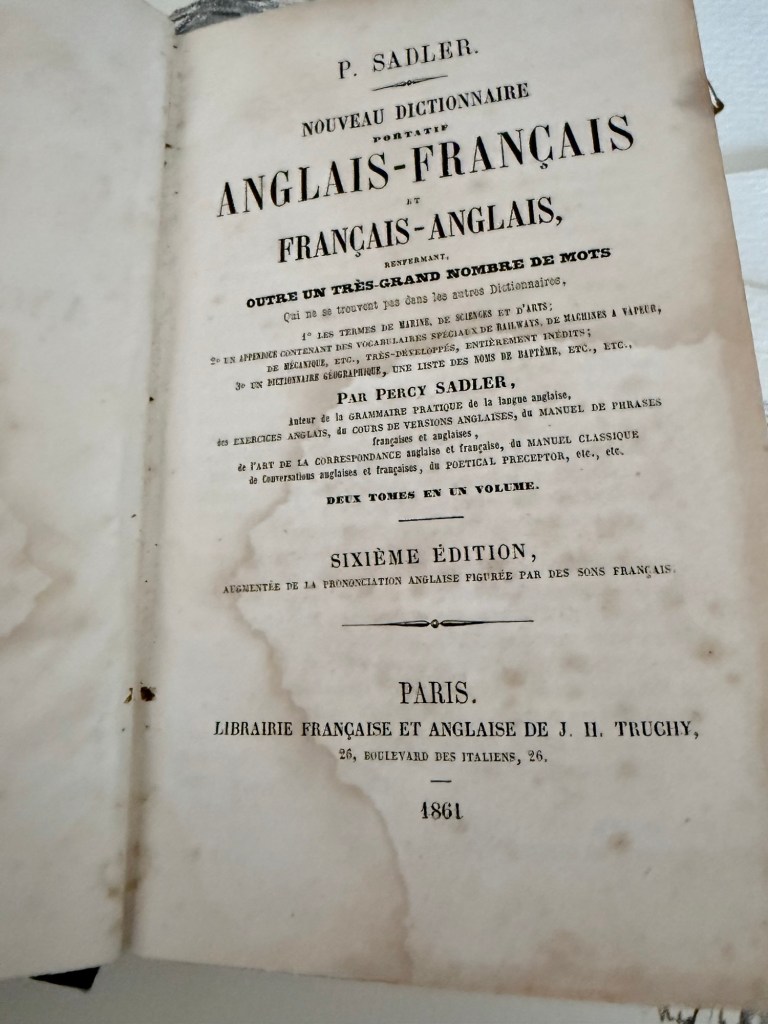 P. SADLER.
NOUVEAU DICTIONNAIRE
PORTATIF
ANGLAIS-FRANÇAIS
ET
FRANÇAIS-ANGLAIS,
RENFERMANT,
OUTRE UN TRÈS-GRAND NOMBRE DE MOTS
Qui ne se trouvent pas dans les autres Dictionnaires,
1º LES TERMES DE MARINE, DE SCIENCES ET D'ARTS;
2º UN APPENDICE CONTENANT DES VOCABULAIRES SPÉCIAUX DE RAILWAYS, DE MACHINES A VAPEUR,
DE MÉCANIQUE, ETC., TRÈS-DÉVELOPPÉS, ENTIÈREMENT INÉDITS;
3º UN DICTIONNAIRE GÉOGRAPHIQUE, UNE LISTE DES NOMS DE BAPTÊME, ETC., ETC.,
PAR PERCY SADLER,
Auteur de la GRAMMAIRE PRATIQUE de la langue anglaise,
des EXERCICES ANGLAIS, du COURS DE VERSIONS ANGLAISES, du MANUEL DE PHRASES
françaises et anglaises,
de l'ART DE LA CORRESPONDANCE anglaise et française, du MANUEL CLASSIQUE
de Conversations anglaises et françaises, du POETICAL PRECEPTOR, etc., etc.
DEUX TOMES EN UN VOLUME.
SIXIÈME ÉDITION,
AUGMENTÉE DE LA PRONONCIATION ANGLAISE FIGURÉE PAR DES SONS FRANÇAIS.
PARIS.
LIBRAIRIE FRANÇAISE ET ANGLAISE DE J. H. TRUCHY,
26, BOULEVARD DES ITALIENS, 26.
1861